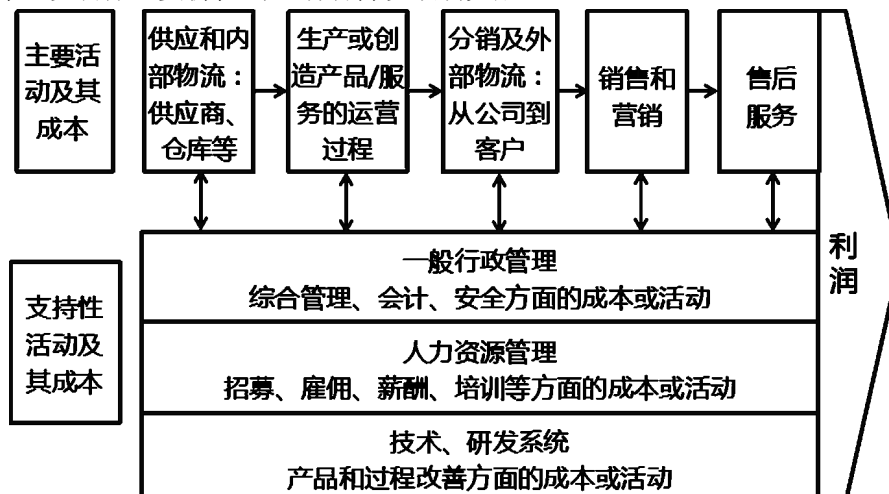 主要活
动及其
成本
供应和内
部物流：
供应商、
仓库等
生产或创
造产品/服
务的运营
过程
分销及外
部物流：
从公司到
客户
销售和
营销
售后
服务
利
润
支持性
活动及
其成本
一般行政管理
综合管理、会计、安全方面的成本或活动
人力资源管理
招募、雇佣、薪酬、培训等方面的成本或活动
技术、研发系统
产品和过程改善方面的成本或活动